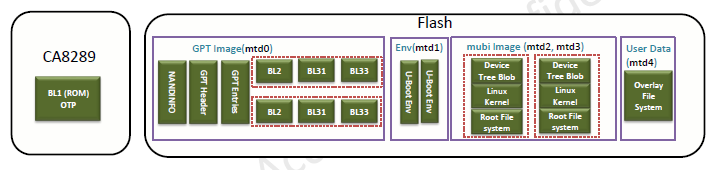 Flash
CA8289
BL1 (ROM)
OTP
GPT Image(mtd0)
NANDINFO
GPT Header
GPT Entries
BL2
BL31
BL33
BL2
BL31
BL33
Env(mtd1)
U-Boot Env
U-Boot Env
mubi Image (mtd2, mtd3)
Device
Tree Blob
Linux
Kernel
Root File
system
Device
Tree Blob
Linux
Kernel
Root File
system
User Data
(mtd4)
Overlay
File
System